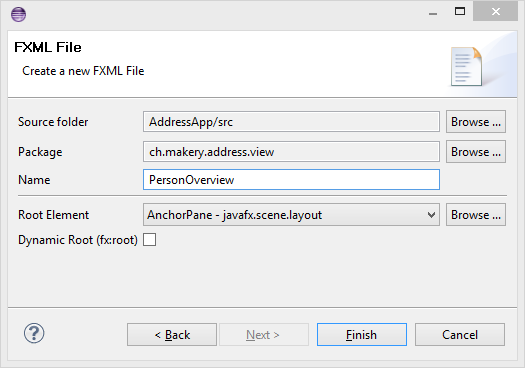 FXML File
Create a new FXML File
Source folder AddressApp/src Browse ...
Package ch.makery.address.view Browse ...
Name PersonOverview
Root Element AnchorPane - javafx.scene.layout Browse ...
Dynamic Root (fx:root)
? < Back Next > Finish Cancel